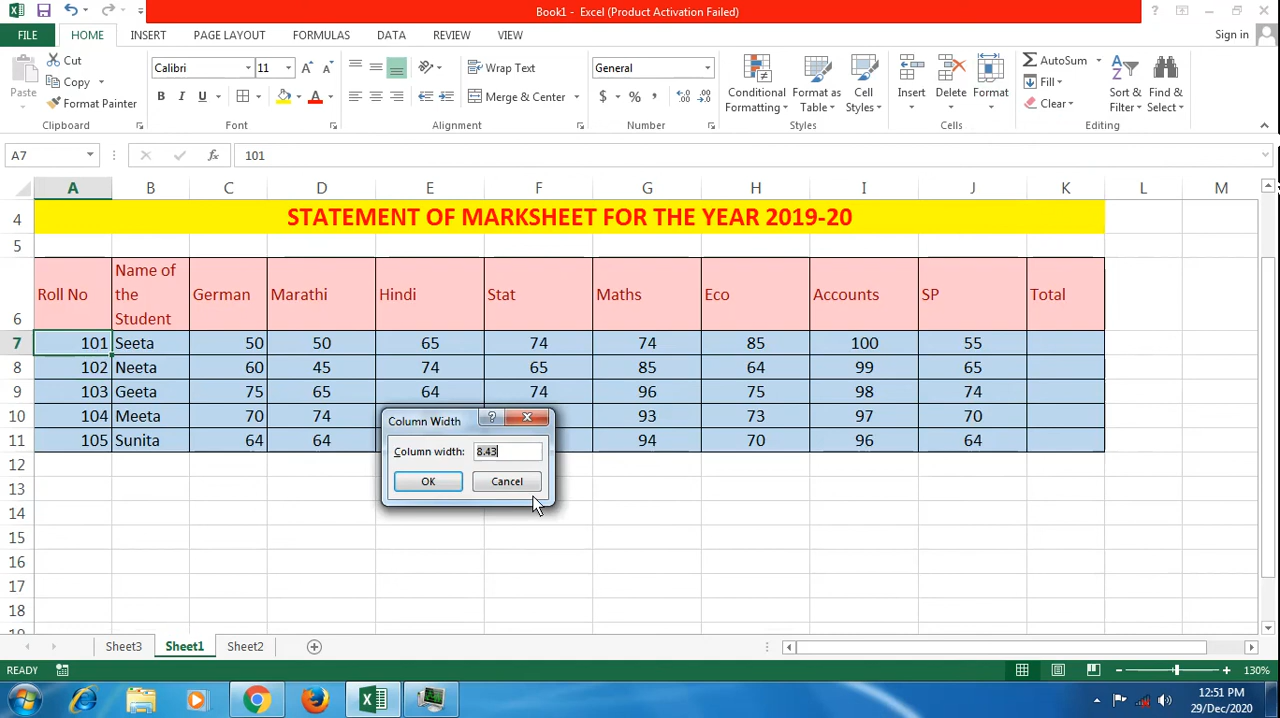 Book1 - Excel (Product Activation Failed)
FILE HOME INSERT PAGE LAYOUT FORMULAS DATA REVIEW VIEW Sign in
Paste
Cut
Copy
Format Painter
Clipboard
Calibri 11
B I U A
Font
Wrap Text
Merge & Center
Alignment
General
$ % ,
Number
Conditional Formatting
Format as Table
Cell Styles
Styles
Insert
Delete
Format
Cells
AutoSum
Fill
Clear
Sort & Filter
Find & Select
Editing
A7 fx 101
A B C D E F G H I J K L M
4 STATEMENT OF MARKSHEET FOR THE YEAR 2019-20
5
6 Roll No Name of the Student German Marathi Hindi Stat Maths Eco Accounts SP Total
7 101 Seeta 50 50 65 74 74 85 100 55
8 102 Neeta 60 45 74 65 85 64 99 65
9 103 Geeta 75 65 64 74 96 75 98 74
10 104 Meeta 70 74 93 73 97 70
11 105 Sunita 64 64 94 70 96 64
Column Width
Column width: 8.43
OK Cancel
12
13
14
15
16
17
18
Sheet3 Sheet1 Sheet2
READY 130%
12:51 PM
29/Dec/2020